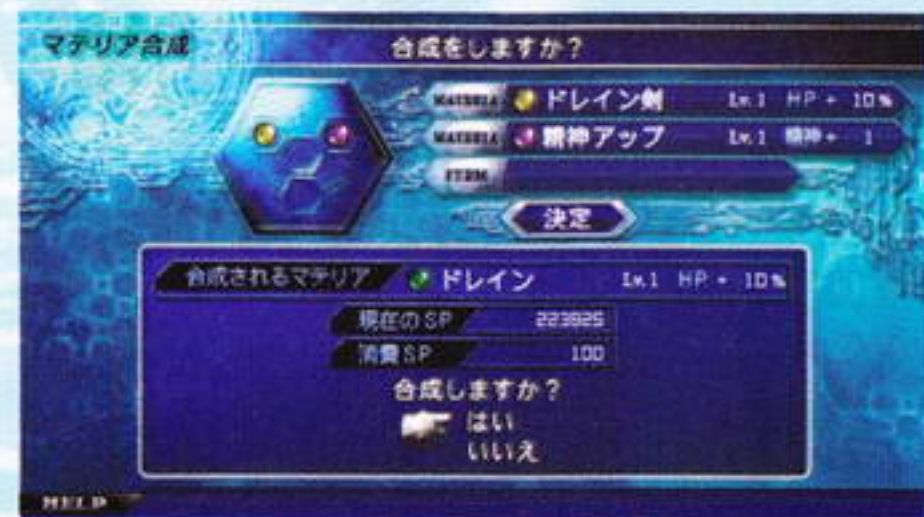 マテリア合成
合成をしますか？
MATERIA ドレイン剣 Lv.1 HP + 10%
MATERIA 精神アップ Lv.1 精神+ 1
ITEM
決定
合成されるマテリア ドレイン Lv.1 HP + 10%
現在のSP 223825
消費SP 100
合成しますか？
はい
いいえ
HELP